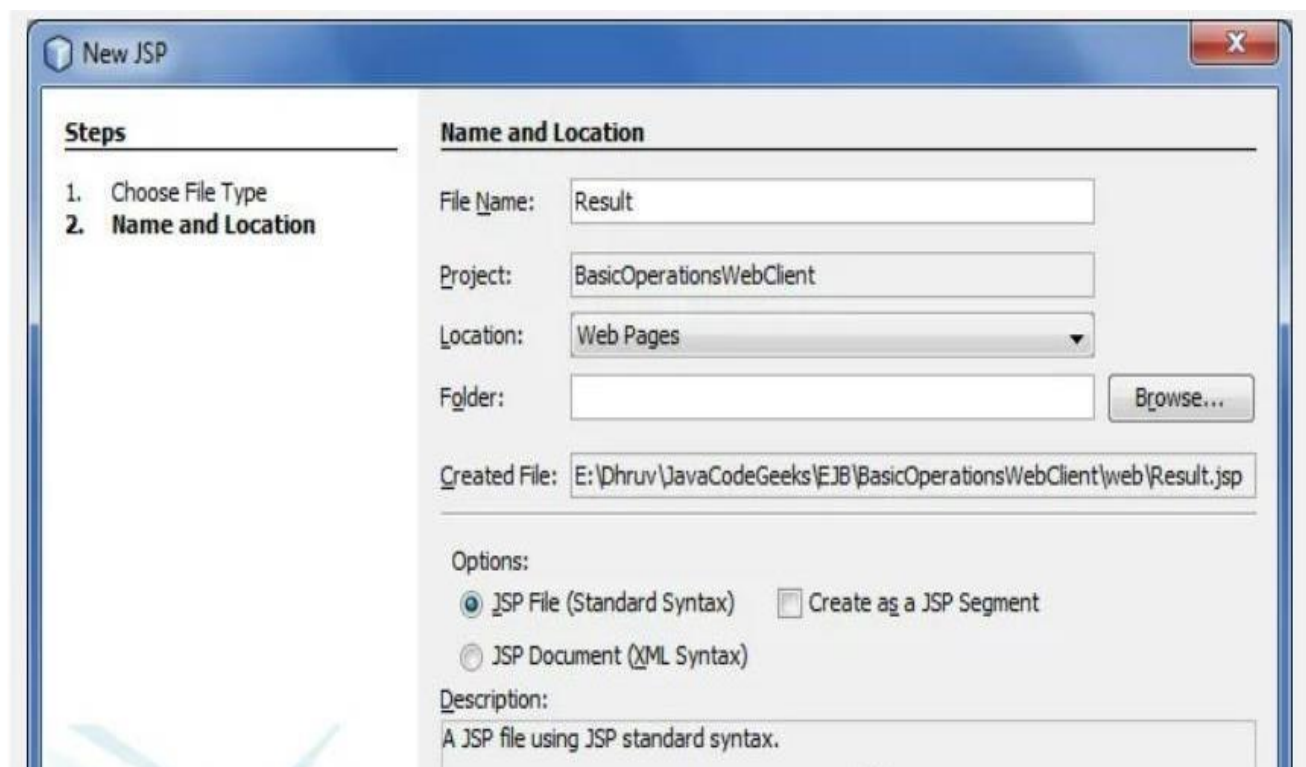 New JSP
X
Steps
1. Choose File Type
2. Name and Location
Name and Location
File Name: Result
Project: BasicOperationsWebClient
Location: Web Pages
Folder: Browse...
Created File: E:\Dhruv\JavaCodeGeeks\EJB\BasicOperationsWebClient\web\Result.jsp
Options:
JSP File (Standard Syntax) Create as a JSP Segment
JSP Document (XML Syntax)
Description:
A JSP file using JSP standard syntax.